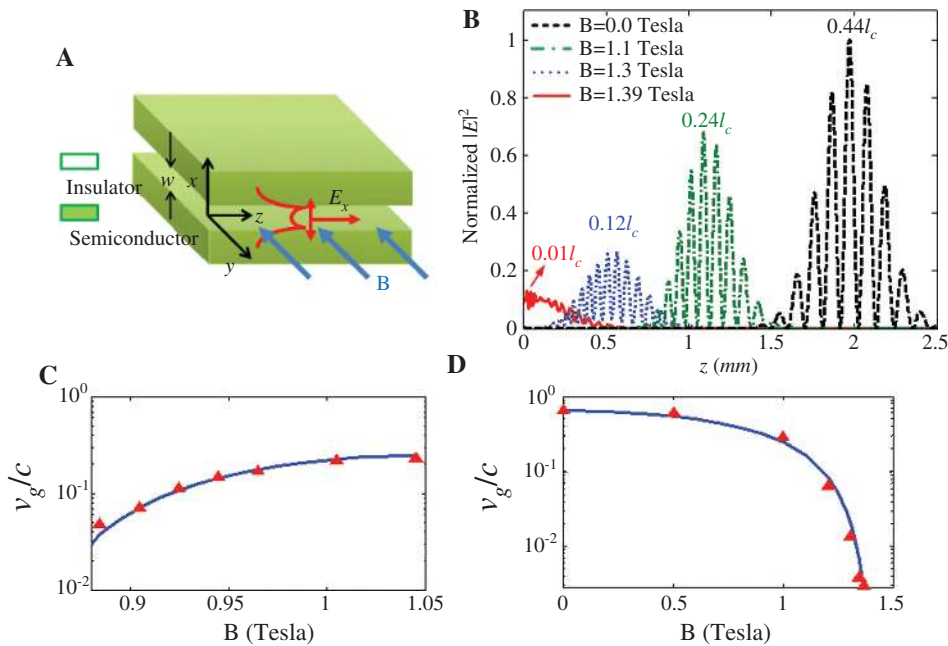 A
Insulator
Semiconductor
w
x
z
y
E_x
B
B
B=0.0 Tesla
B=1.1 Tesla
B=1.3 Tesla
B=1.39 Tesla
0.44l_c
0.24l_c
0.12l_c
0.01l_c
Normalized |E|^2
1
0.8
0.6
0.4
0.2
0
0 0.5 1 1.5 2 2.5
z (mm)
C
v_g/c
10^0
10^-1
10^-2
0.9 0.95 1 1.05
B (Tesla)
D
v_g/c
10^0
10^-1
10^-2
0 0.5 1 1.5
B (Tesla)